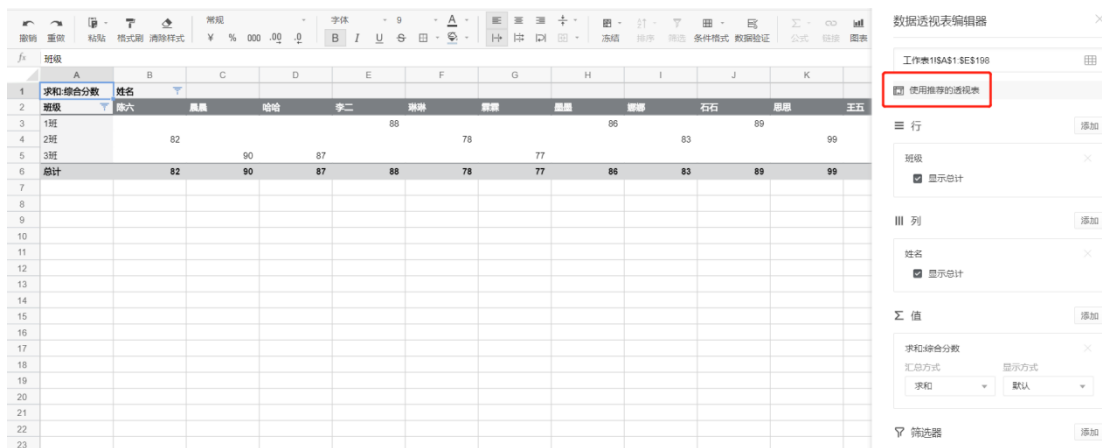 常规 字体 9 A
撤销 重做 粘贴 格式刷 清除样式 ¥ % 000 .00 .0 B I U S 冻结 排序 筛选 条件格式 数据验证 公式 链接 图表
数据透视表编辑器
fx 班级
工作表1!$A$1:$E$198
A B C D E F G H I J K
使用推荐的透视表
1 求和:综合分数 姓名
2 班级 陈六 晨晨 哈哈 李二 琳琳 霖霖 墨墨 娜娜 石石 思思 王五
3 1班 88 86 89
4 2班 82 78 83 99
5 3班 90 87 77
6 总计 82 90 87 88 78 77 86 83 89 99
7
8
9
10
11
12
13
14
15
16
17
18
19
20
21
22
23
行 添加
班级
显示总计
列 添加
姓名
显示总计
Σ 值 添加
求和:综合分数
汇总方式 显示方式
求和 默认
筛选器 添加